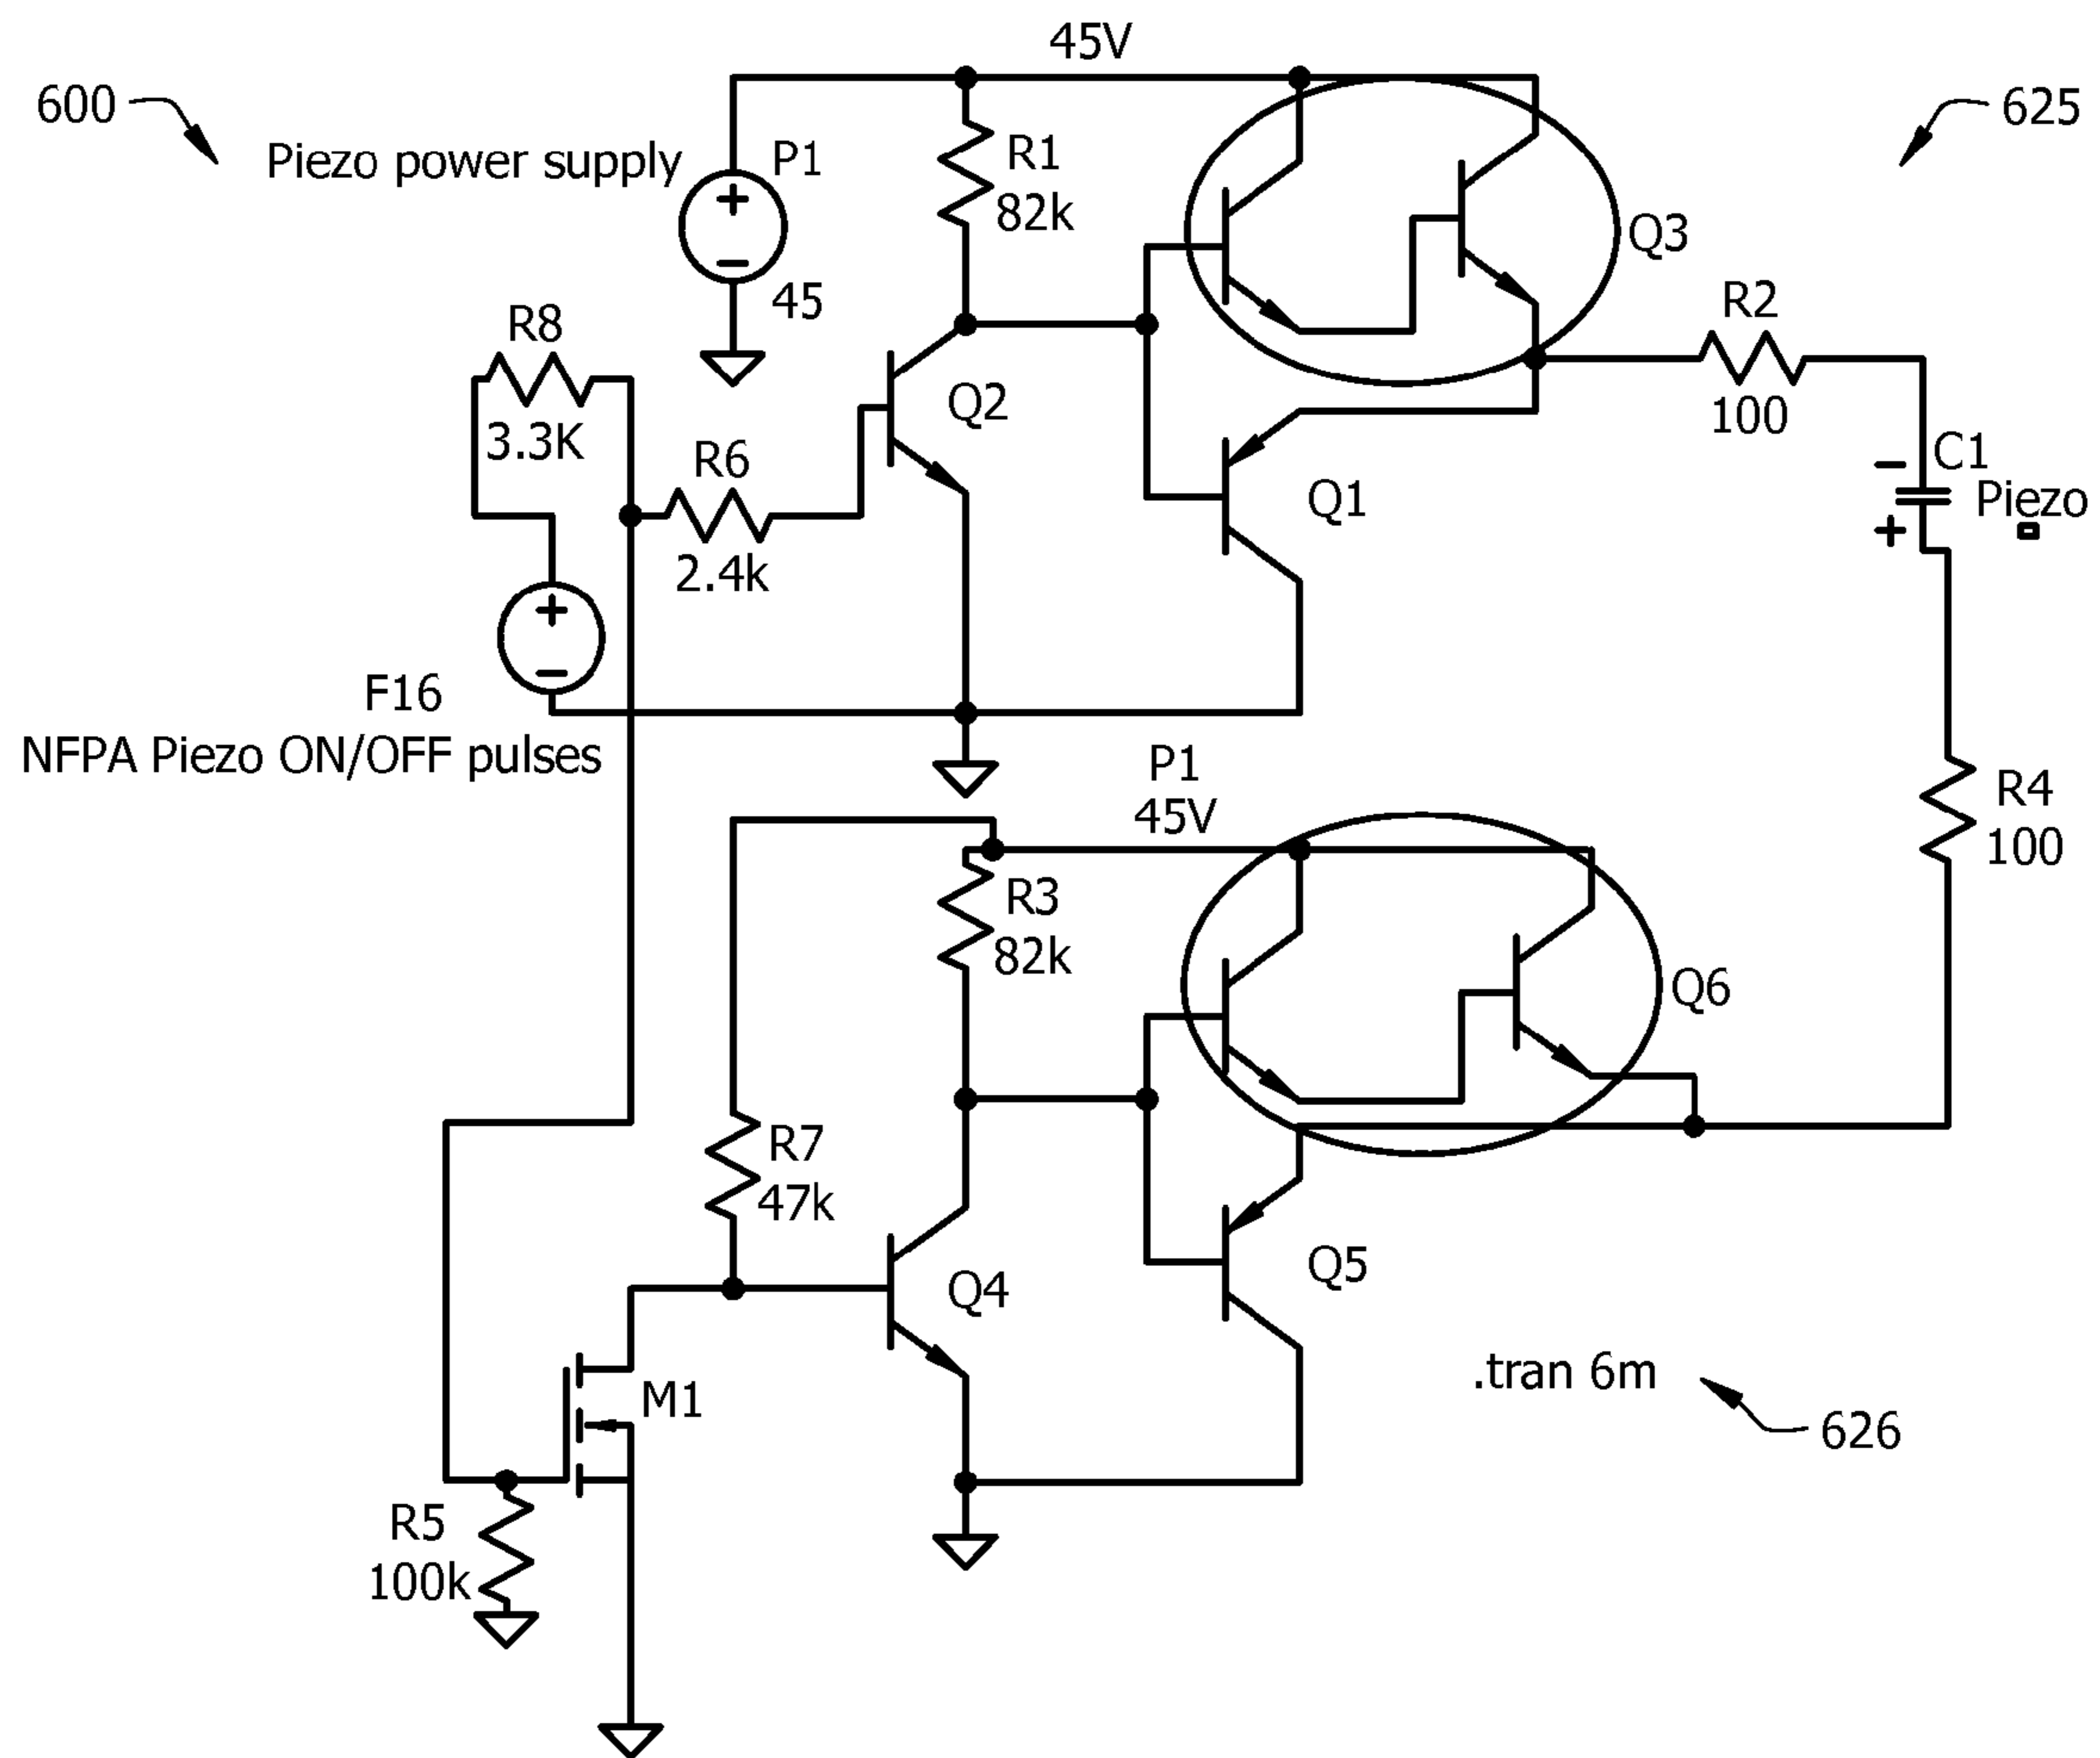 45V
600
625
Piezo power supply
P1
+
−
45
R1
82k
Q3
R8
3.3K
R2
100
Q2
R6
2.4k
Q1
−
C1
Piezo
+
+
−
F16
NFPA Piezo ON/OFF pulses
P1
45V
R4
100
R3
82k
Q6
R7
47k
Q4
Q5
M1
.tran 6m
626
R5
100k